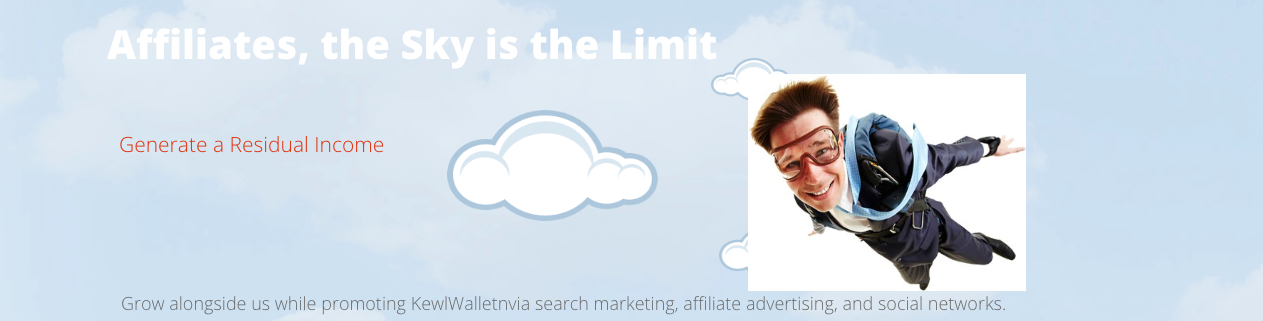 Affiliates, the Sky is the Limit
Generate a Residual Income
Grow alongside us while promoting KewlWalletnvia search marketing, affiliate advertising, and social networks.